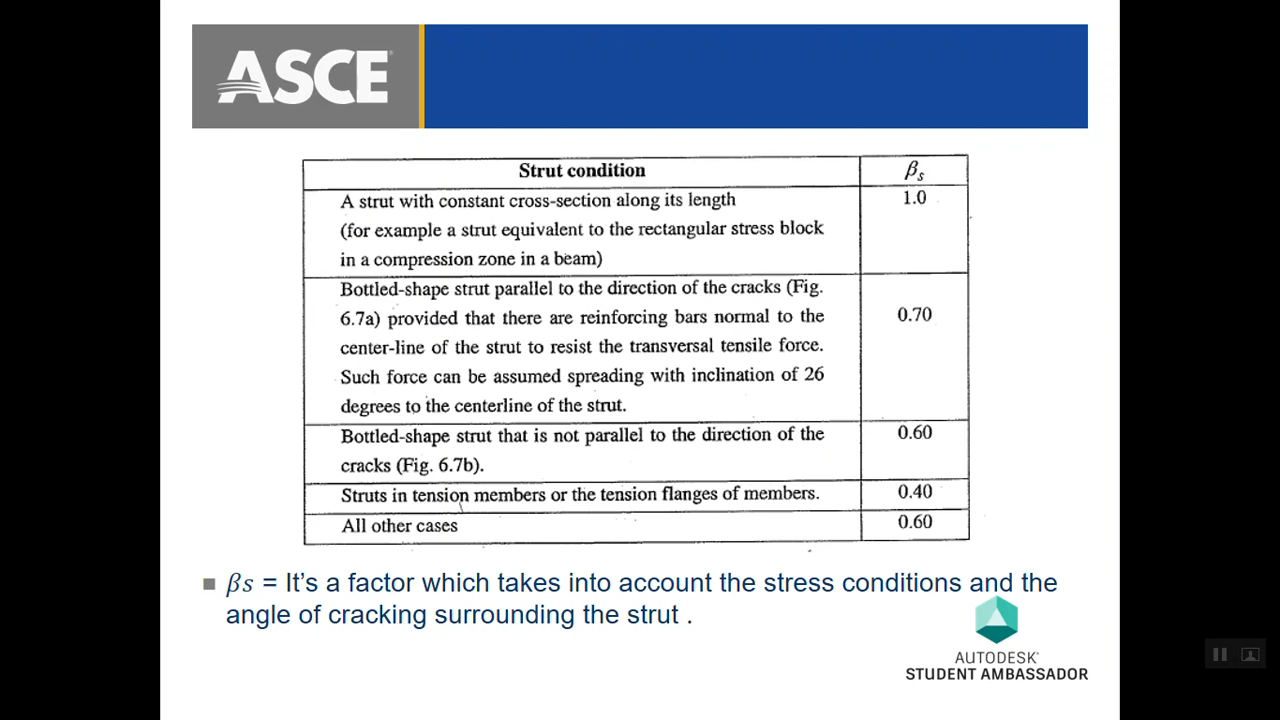 ASCE
Strut condition βs
A strut with constant cross-section along its length 1.0
(for example a strut equivalent to the rectangular stress block
in a compression zone in a beam)
Bottled-shape strut parallel to the direction of the cracks (Fig.
6.7a) provided that there are reinforcing bars normal to the 0.70
center-line of the strut to resist the transversal tensile force.
Such force can be assumed spreading with inclination of 26
degrees to the centerline of the strut.
Bottled-shape strut that is not parallel to the direction of the 0.60
cracks (Fig. 6.7b).
Struts in tension members or the tension flanges of members. 0.40
All other cases 0.60
βs = It’s a factor which takes into account the stress conditions and the
angle of cracking surrounding the strut .
AUTODESK®
STUDENT AMBASSADOR